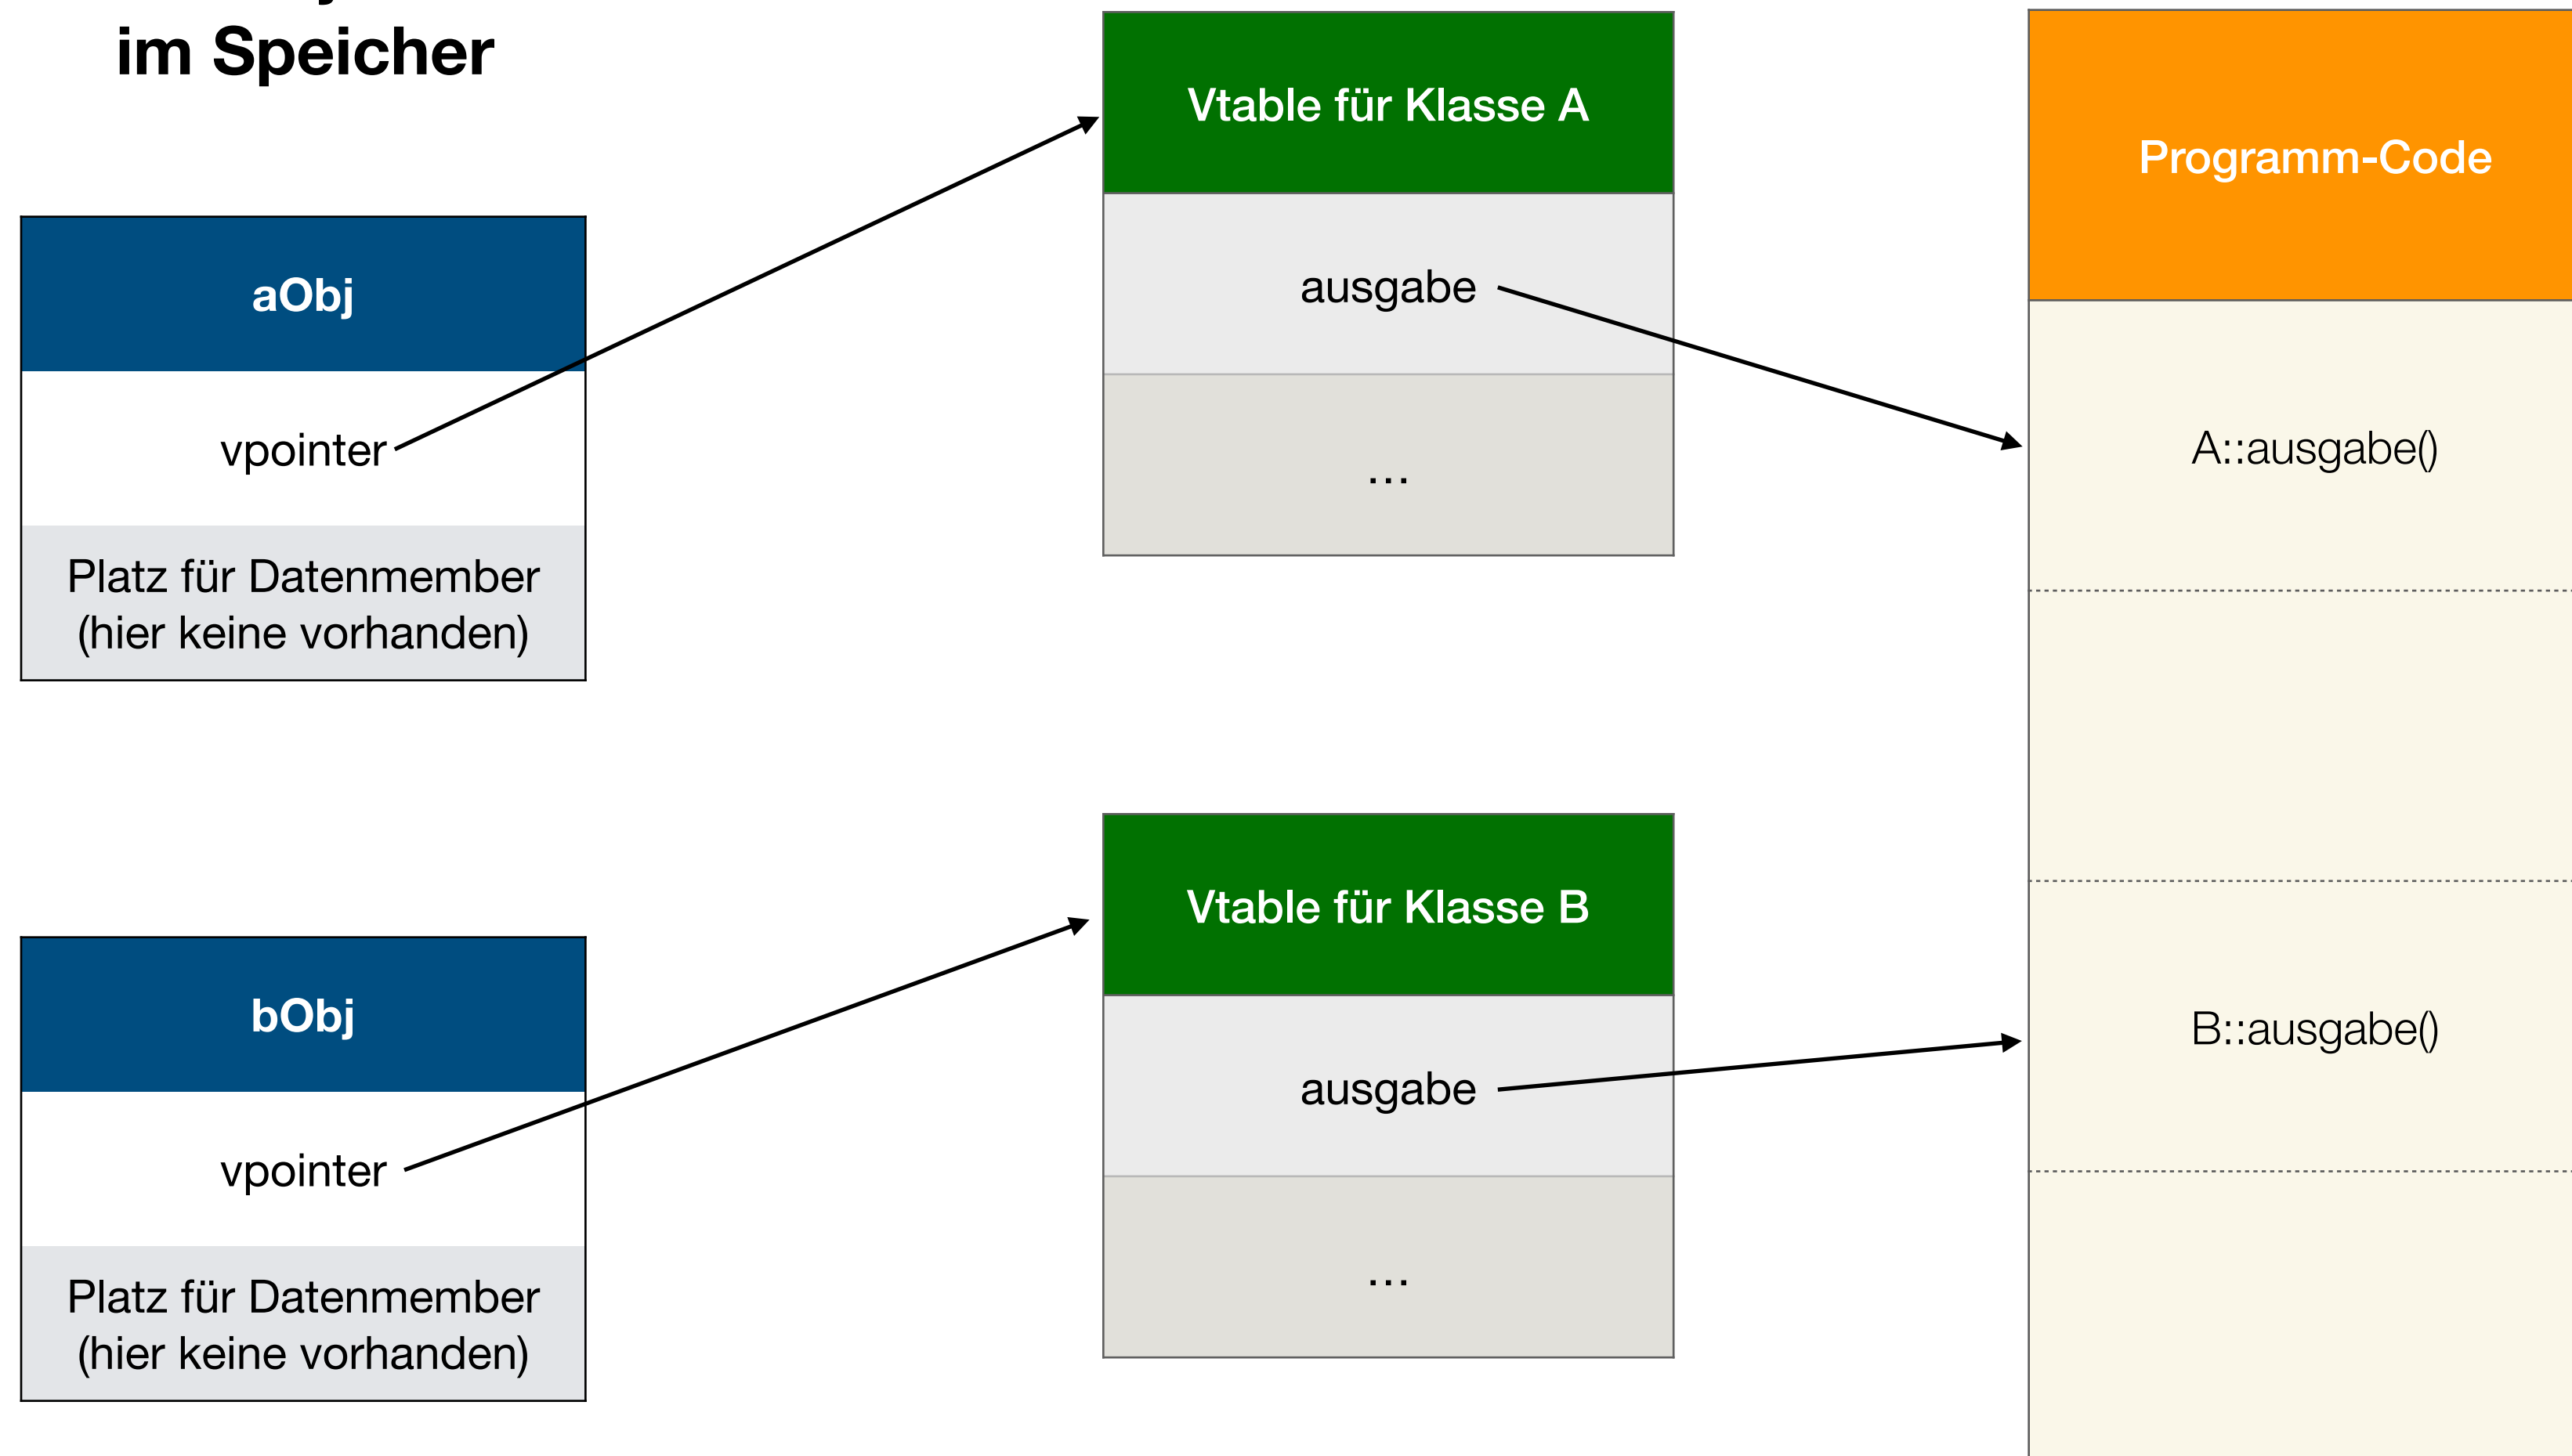 im Speicher
aObj
vpointer
Platz für Datenmember
(hier keine vorhanden)
bObj
vpointer
Platz für Datenmember
(hier keine vorhanden)
Vtable für Klasse A
ausgabe
...
Vtable für Klasse B
ausgabe
...
Programm-Code
A::ausgabe()
B::ausgabe()